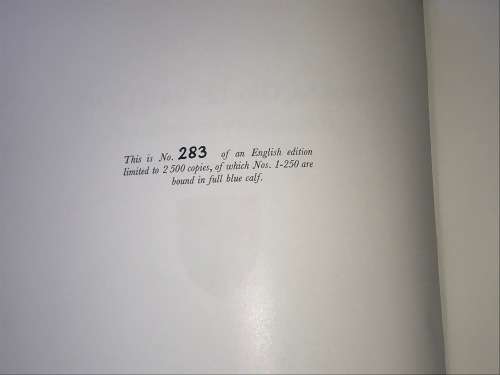 This is No. 283 of an English edition
limited to 2 500 copies, of which Nos. 1-250 are
bound in full blue calf.